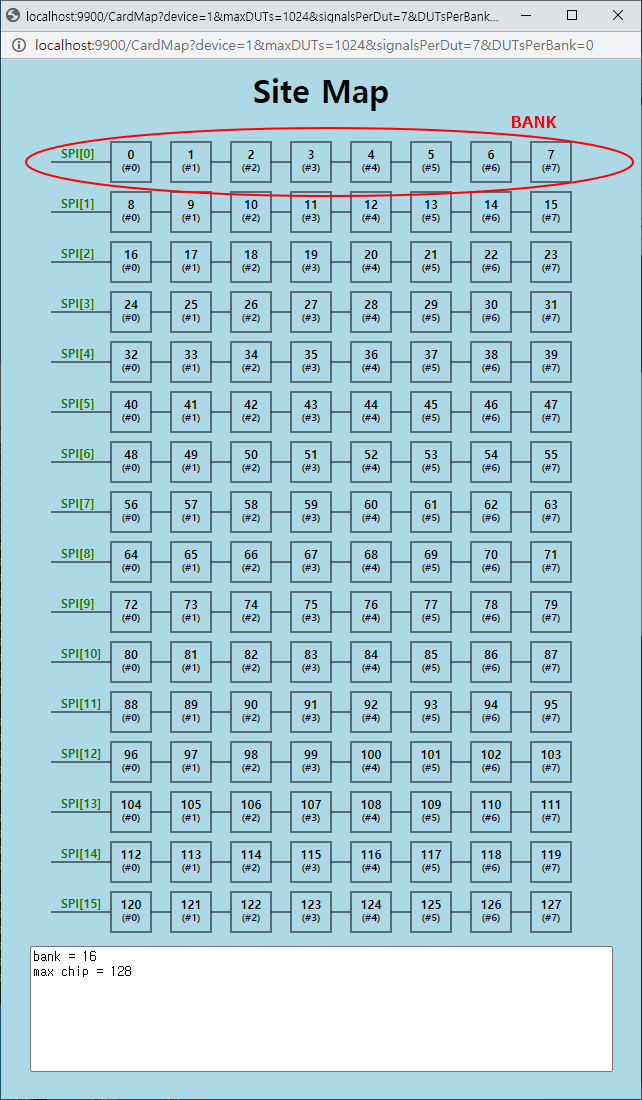 localhost:9900/CardMap?device=1&maxDUTs=1024&signalsPerDut=7&DUTsPerBank...
localhost:9900/CardMap?device=1&maxDUTs=1024&signalsPerDut=7&DUTsPerBank=0
Site Map
BANK
SPI[0] 0 1 2 3 4 5 6 7
(#0) (#1) (#2) (#3) (#4) (#5) (#6) (#7)
SPI[1] 8 9 10 11 12 13 14 15
(#0) (#1) (#2) (#3) (#4) (#5) (#6) (#7)
SPI[2] 16 17 18 19 20 21 22 23
(#0) (#1) (#2) (#3) (#4) (#5) (#6) (#7)
SPI[3] 24 25 26 27 28 29 30 31
(#0) (#1) (#2) (#3) (#4) (#5) (#6) (#7)
SPI[4] 32 33 34 35 36 37 38 39
(#0) (#1) (#2) (#3) (#4) (#5) (#6) (#7)
SPI[5] 40 41 42 43 44 45 46 47
(#0) (#1) (#2) (#3) (#4) (#5) (#6) (#7)
SPI[6] 48 49 50 51 52 53 54 55
(#0) (#1) (#2) (#3) (#4) (#5) (#6) (#7)
SPI[7] 56 57 58 59 60 61 62 63
(#0) (#1) (#2) (#3) (#4) (#5) (#6) (#7)
SPI[8] 64 65 66 67 68 69 70 71
(#0) (#1) (#2) (#3) (#4) (#5) (#6) (#7)
SPI[9] 72 73 74 75 76 77 78 79
(#0) (#1) (#2) (#3) (#4) (#5) (#6) (#7)
SPI[10] 80 81 82 83 84 85 86 87
(#0) (#1) (#2) (#3) (#4) (#5) (#6) (#7)
SPI[11] 88 89 90 91 92 93 94 95
(#0) (#1) (#2) (#3) (#4) (#5) (#6) (#7)
SPI[12] 96 97 98 99 100 101 102 103
(#0) (#1) (#2) (#3) (#4) (#5) (#6) (#7)
SPI[13] 104 105 106 107 108 109 110 111
(#0) (#1) (#2) (#3) (#4) (#5) (#6) (#7)
SPI[14] 112 113 114 115 116 117 118 119
(#0) (#1) (#2) (#3) (#4) (#5) (#6) (#7)
SPI[15] 120 121 122 123 124 125 126 127
(#0) (#1) (#2) (#3) (#4) (#5) (#6) (#7)
bank = 16
max chip = 128